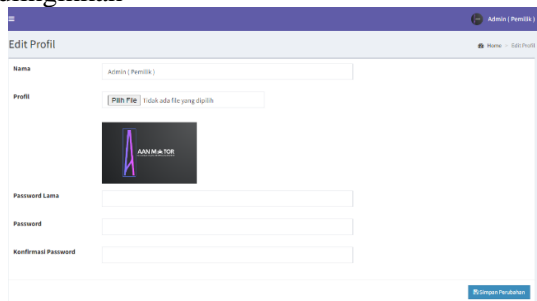 Admin ( Pemilik )
Edit Profil
Home > Edit Profil
Nama
Admin ( Pemilik )
Profil
Pilih File Tidak ada file yang dipilih
AAN MOTOR
Password Lama
Password
Konfirmasi Password
Simpan Perubahan